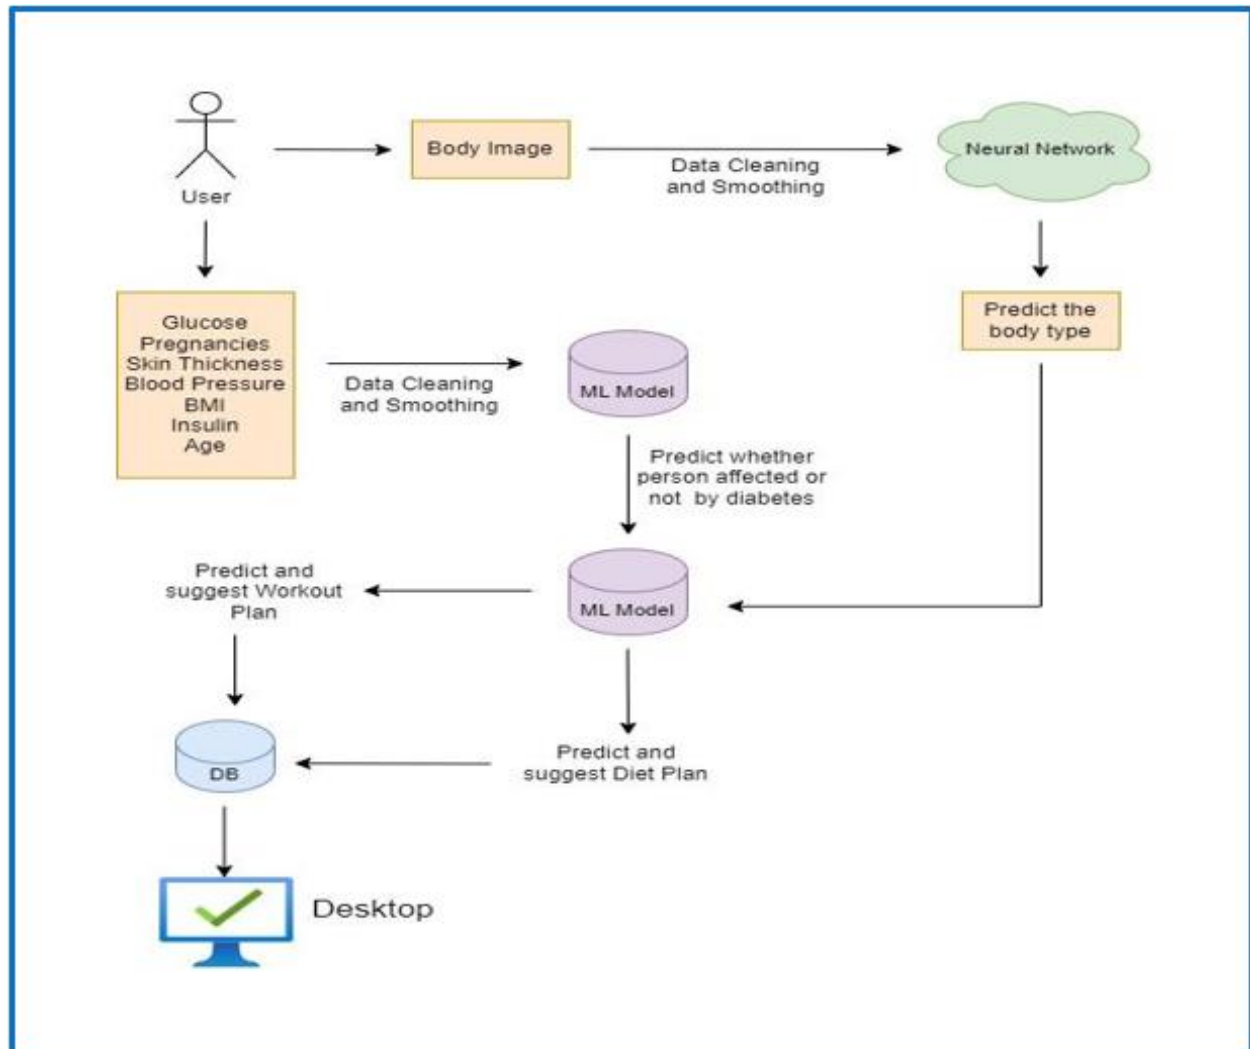 User
Body Image
Data Cleaning
and Smoothing
Neural Network
Glucose
Pregnancies
Skin Thickness
Blood Pressure
BMI
Insulin
Age
Data Cleaning
and Smoothing
ML Model
Predict the
body type
Predict whether
person affected or
not by diabetes
Predict and
suggest Workout
Plan
ML Model
DB
Predict and
suggest Diet Plan
Desktop